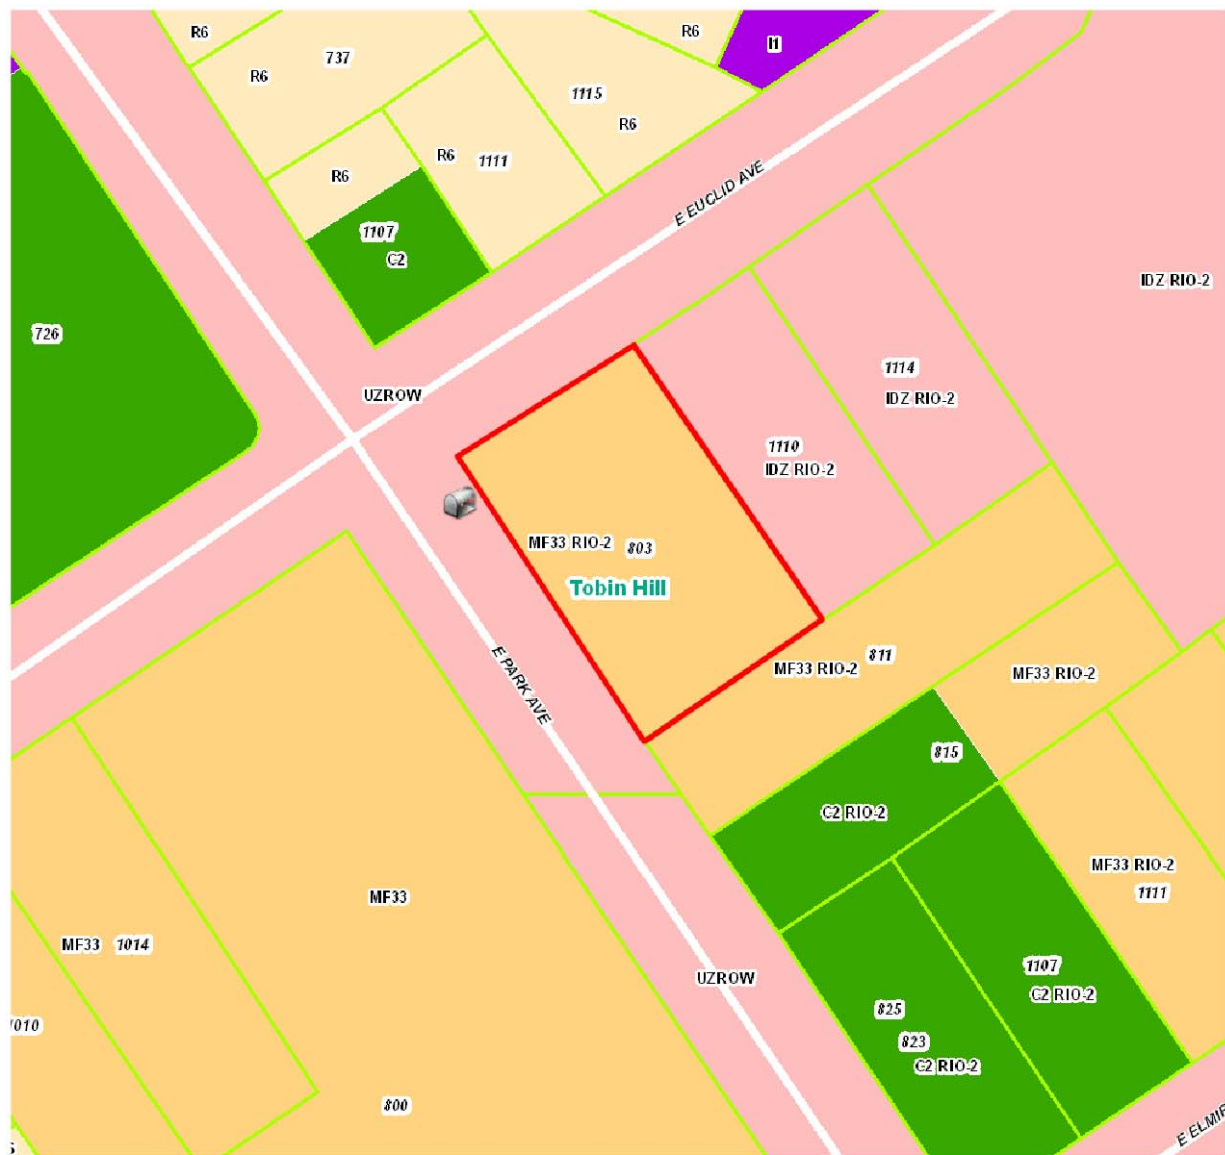 R6
R6
I1
737
R6
1115
R6
R6
1111
R6
E EUCLID AVE
1107
C2
IDZ RIO-2
726
1114
IDZ RIO-2
UZROW
1110
IDZ RIO-2
MF33 RIO-2 803
Tobin Hill
E PARK AVE
811
MF33 RIO-2
MF33 RIO-2
815
C2 RIO-2
MF33 RIO-2
1111
MF33
MF33 1014
UZROW
1107
C2 RIO-2
825
823
C2 RIO-2
1010
800
E ELMIR